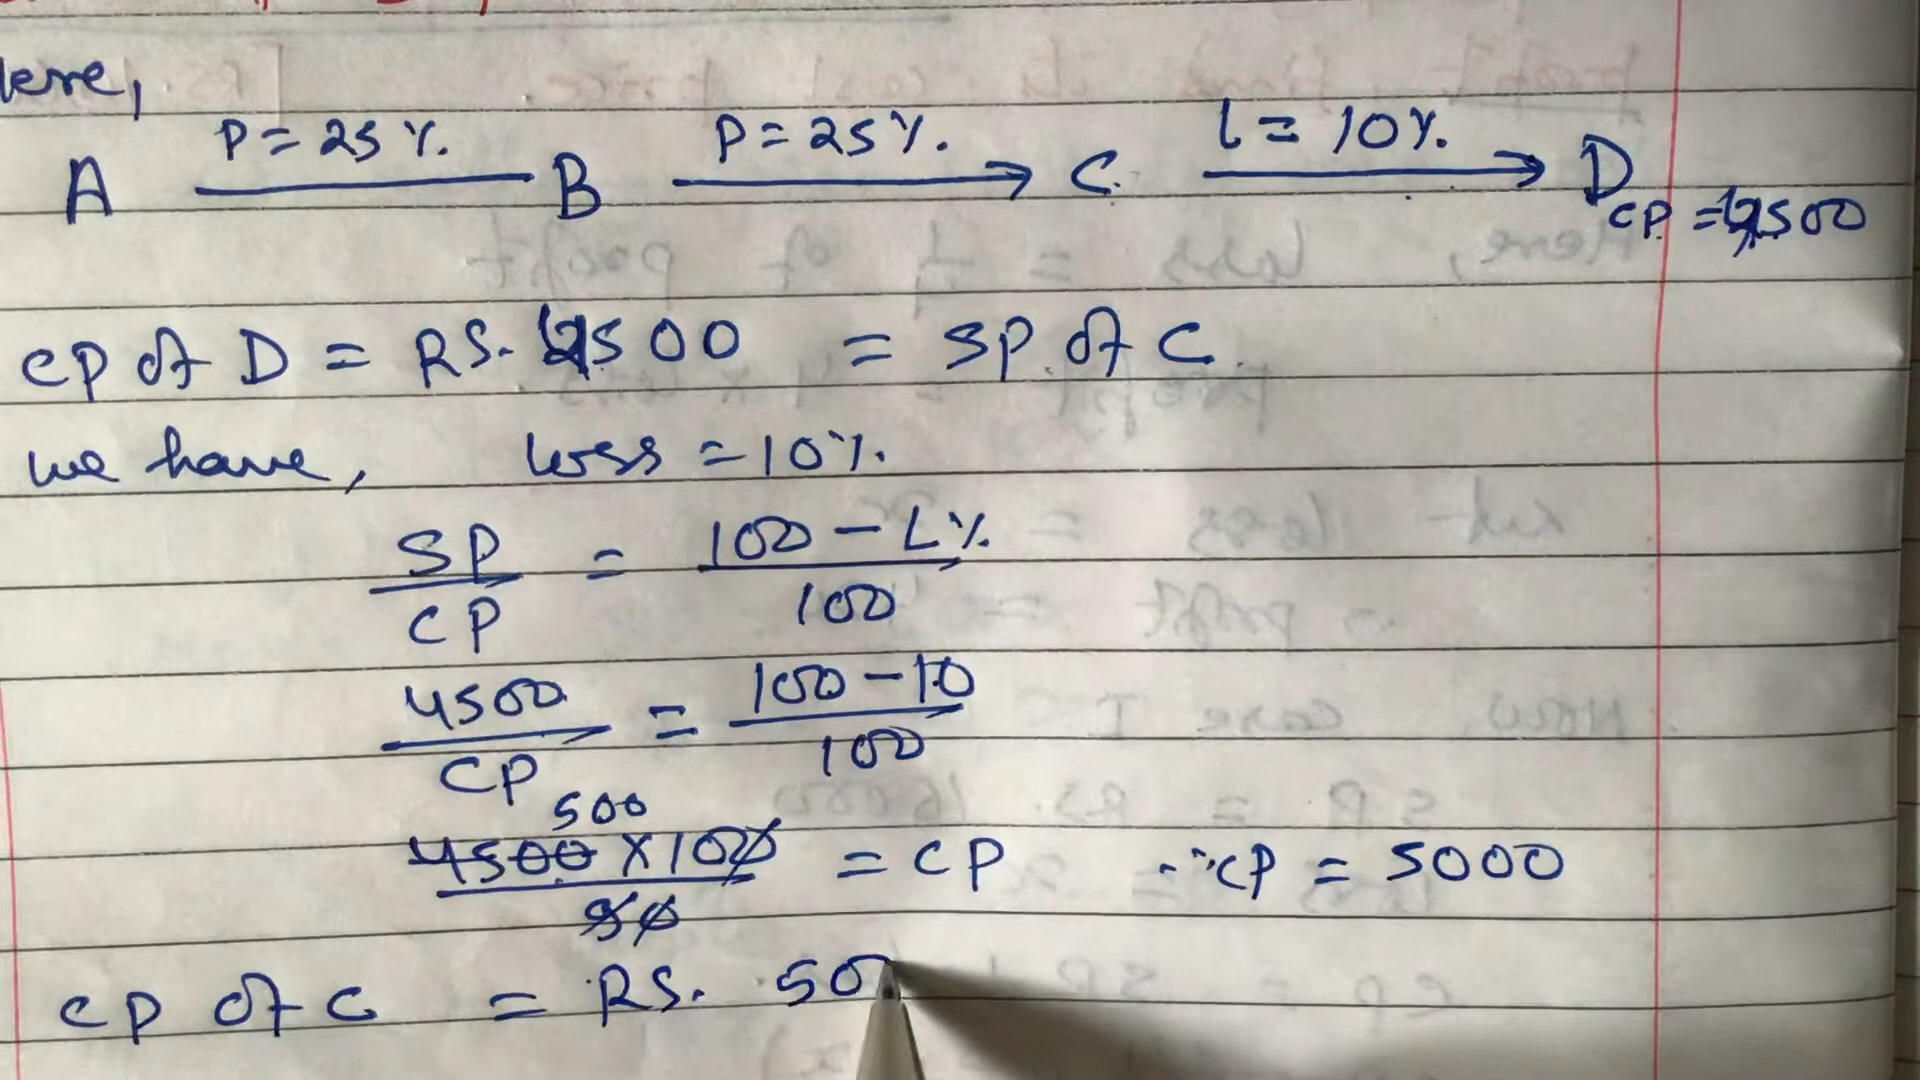 Here,
A P = 25 %. B P = 25 %. C L = 10 %. D
CP = 4500
CP of D = RS. 4500 = SP of C
we have, Loss = 10 %.
SP / CP = 100 - L % / 100
4500 / CP = 100 - 10 / 100
500
4500 x 100 / 90 = CP ∴ CP = 5000
CP of C = RS. 50